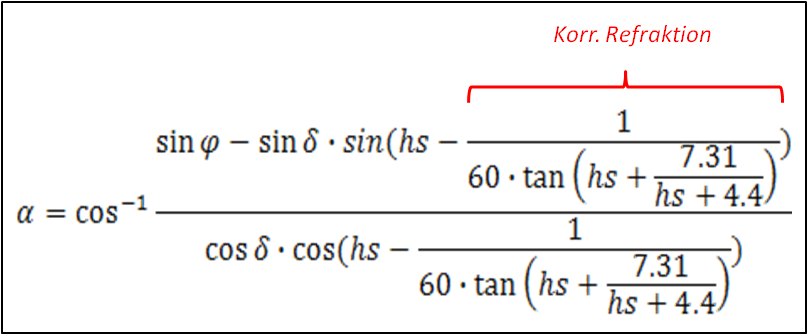 Korr. Refraktion
α = cos⁻¹ (sin φ − sin δ · sin(hs − 1 / (60 · tan (hs + 7.31 / (hs + 4.4))))) / (cos δ · cos(hs − 1 / (60 · tan (hs + 7.31 / (hs + 4.4)))))